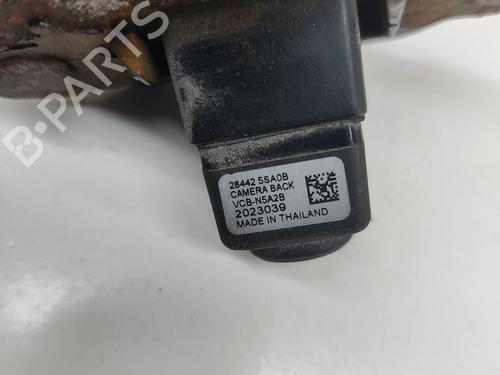 B-PARTS
28442 5SA0B
CAMERA BACK
VCB-N5A2B
2023039
MADE IN THAILAND